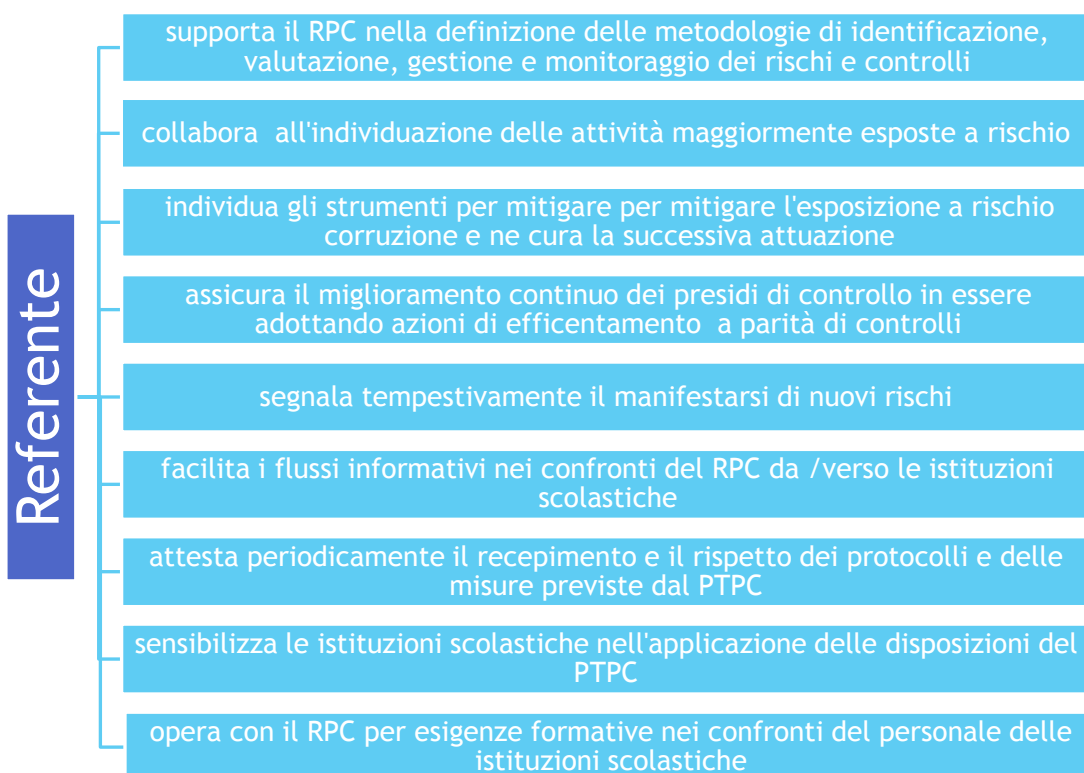 Referente
supporta il RPC nella definizione delle metodologie di identificazione,
valutazione, gestione e monitoraggio dei rischi e controlli
collabora all'individuazione delle attività maggiormente esposte a rischio
individua gli strumenti per mitigare per mitigare l'esposizione a rischio
corruzione e ne cura la successiva attuazione
assicura il miglioramento continuo dei presidi di controllo in essere
adottando azioni di efficentamento a parità di controlli
segnala tempestivamente il manifestarsi di nuovi rischi
facilita i flussi informativi nei confronti del RPC da /verso le istituzioni
scolastiche
attesta periodicamente il recepimento e il rispetto dei protocolli e delle
misure previste dal PTPC
sensibilizza le istituzioni scolastiche nell'applicazione delle disposizioni del
PTPC
opera con il RPC per esigenze formative nei confronti del personale delle
istituzioni scolastiche